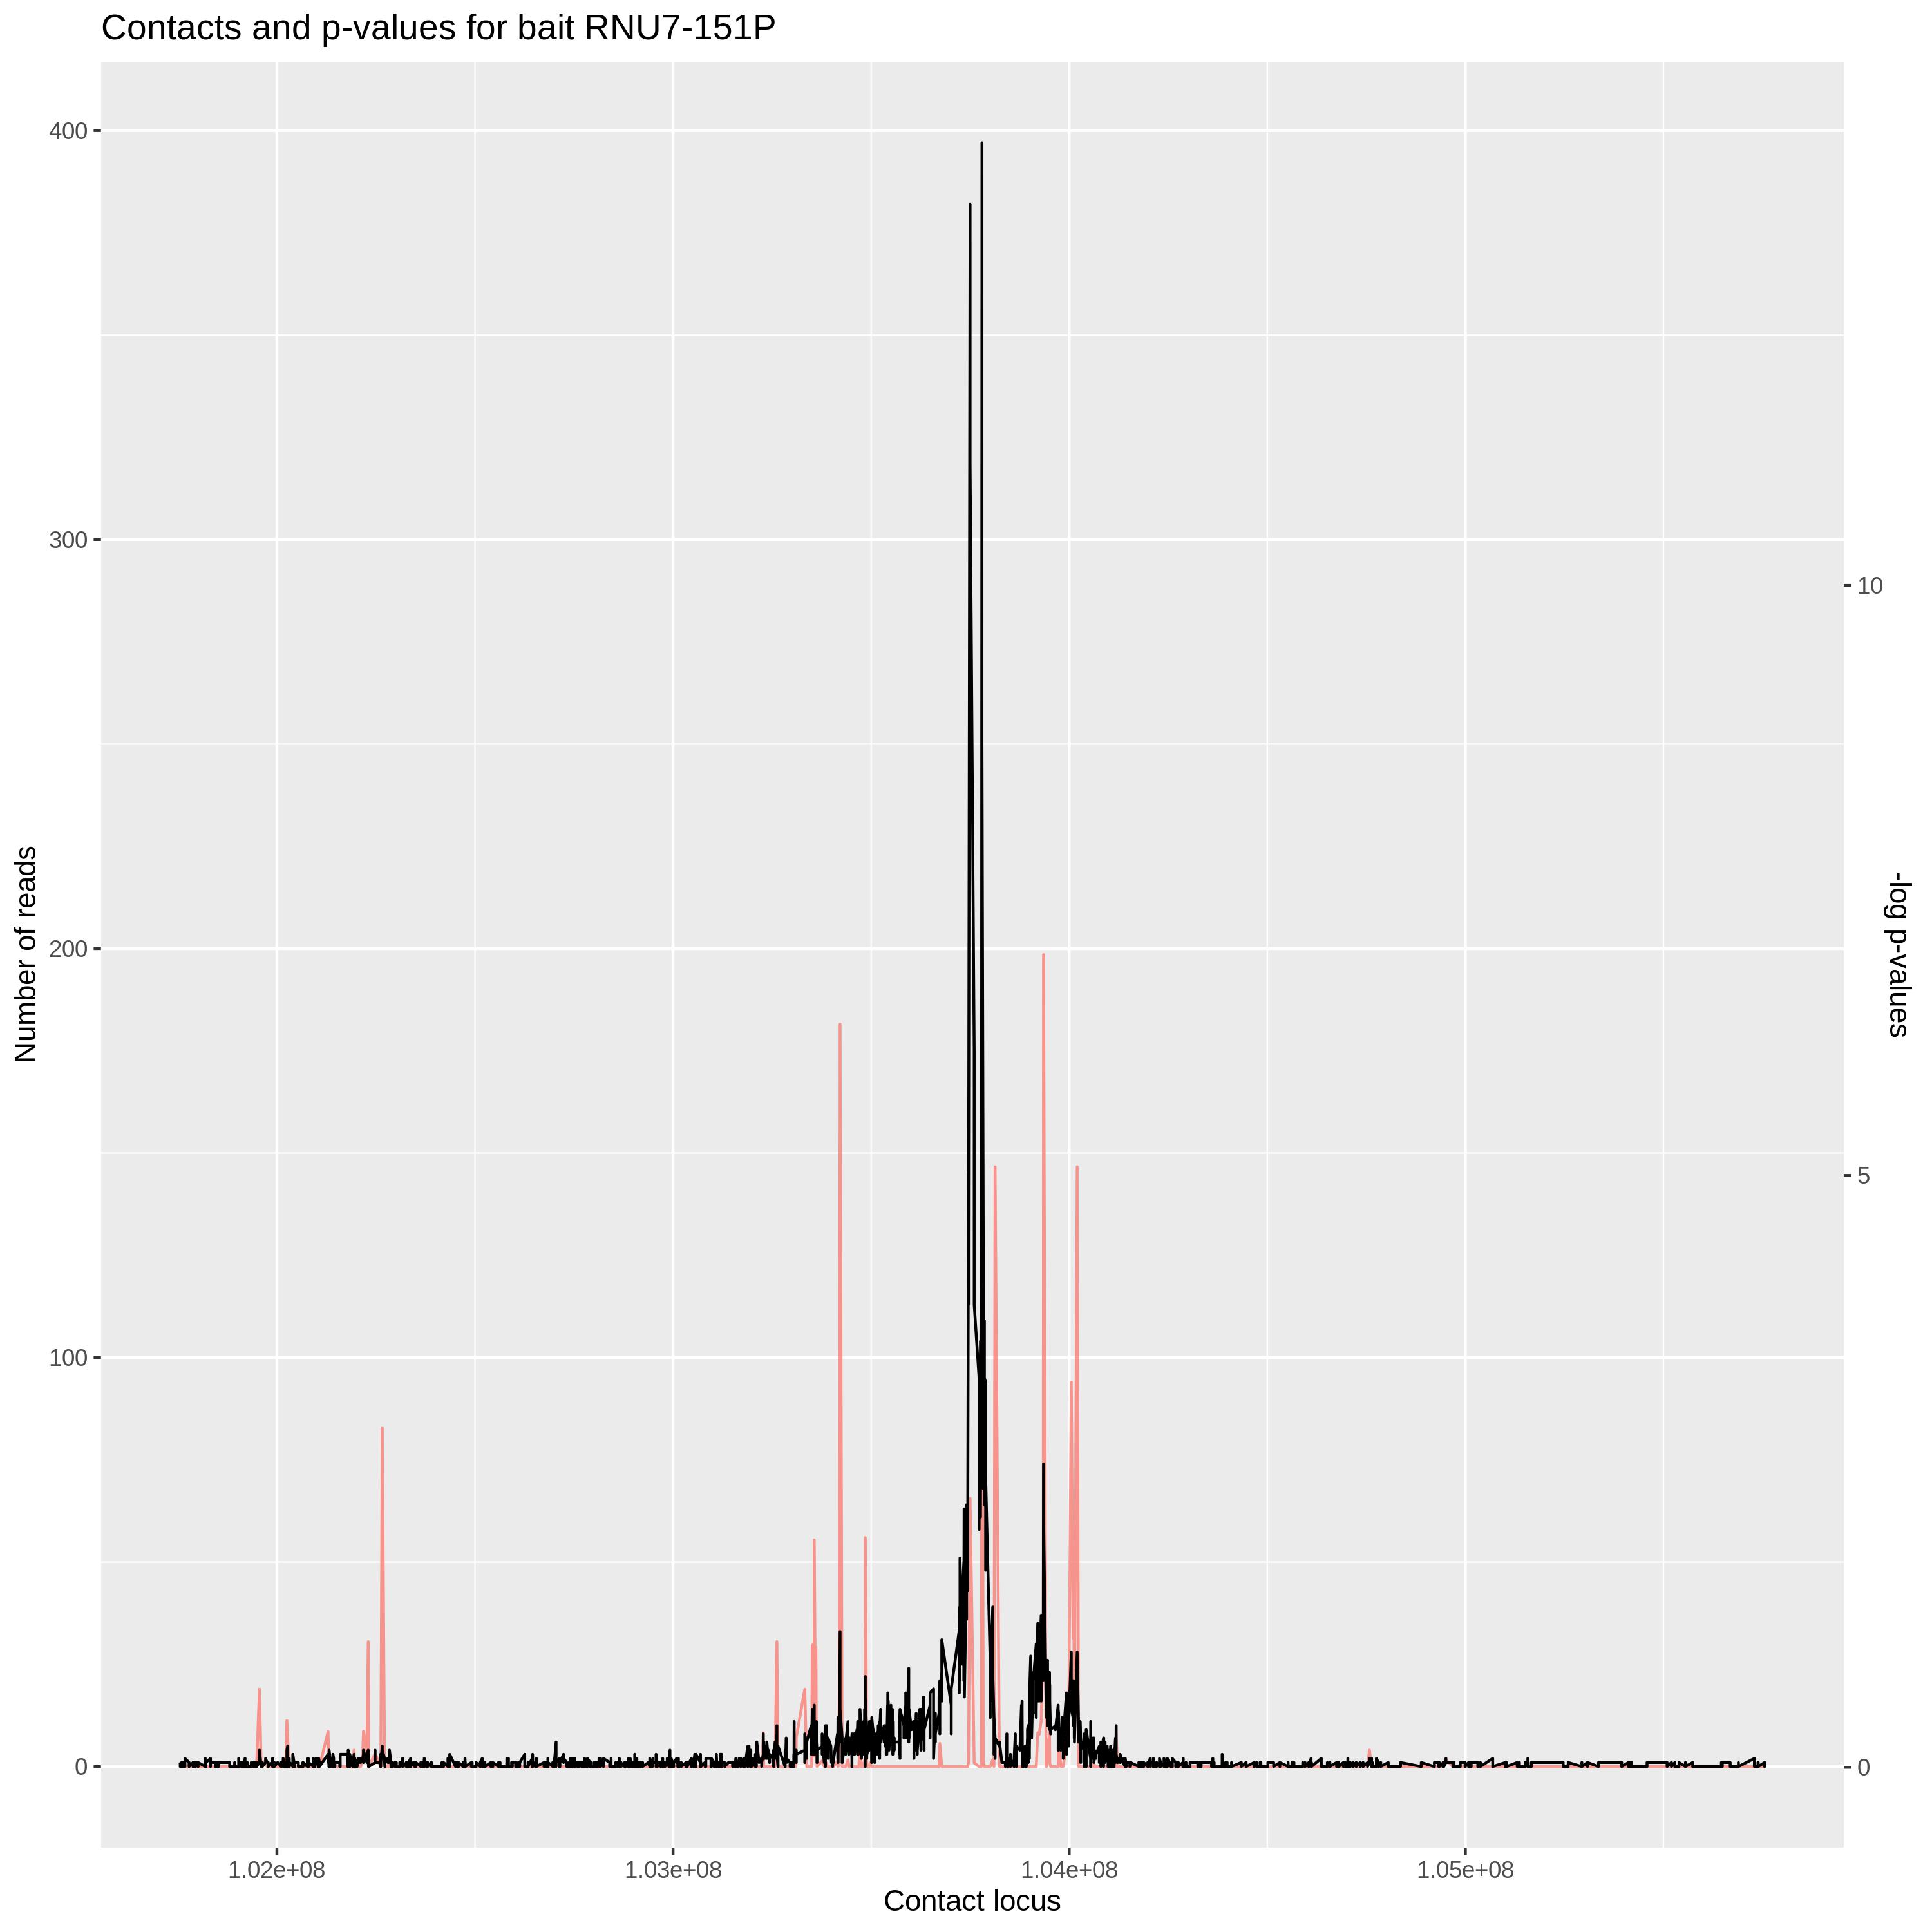 Contacts and p-values for bait RNU7-151P
400
300
200
100
0
Number of reads
10
5
0
-log p-values
1.02e+08
1.03e+08
1.04e+08
1.05e+08
Contact locus